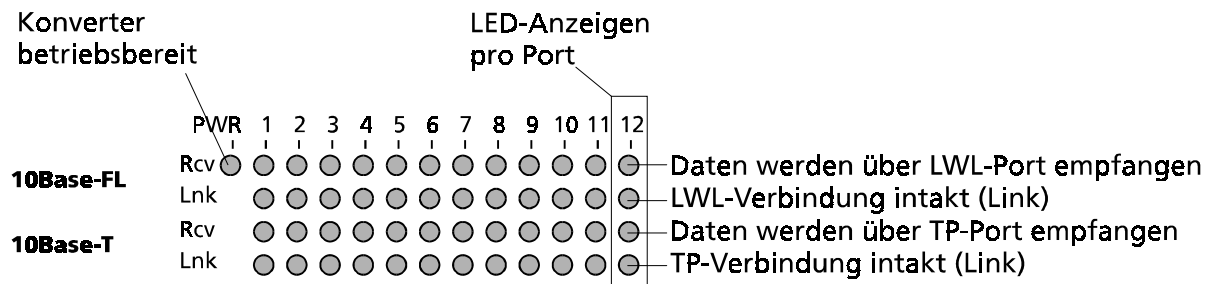 Konverter
betriebsbereit
LED-Anzeigen
pro Port
PWR 1 2 3 4 5 6 7 8 9 10 11 12
10Base-FL
Rcv
Daten werden über LWL-Port empfangen
Lnk
LWL-Verbindung intakt (Link)
10Base-T
Rcv
Daten werden über TP-Port empfangen
Lnk
TP-Verbindung intakt (Link)